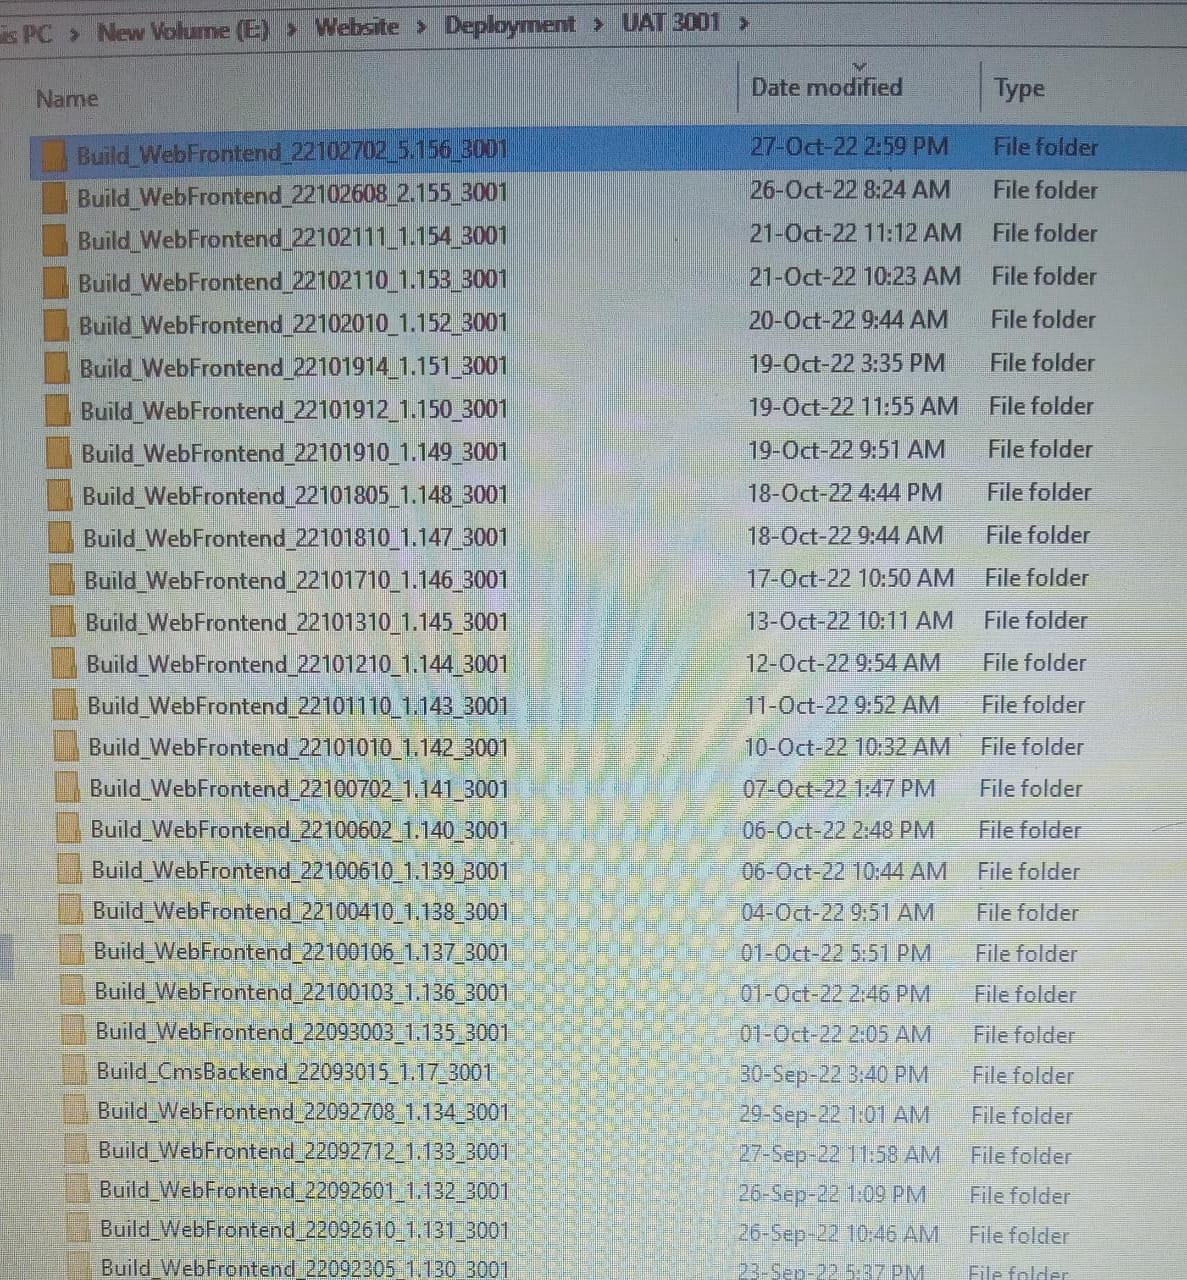 is PC > New Volume (E:) > Website > Deployment > UAT 3001 >
Name Date modified Type
Build_WebFrontend_22102702_5.156_3001 27-Oct-22 2:59 PM File folder
Build_WebFrontend_22102608_2.155_3001 26-Oct-22 8:24 AM File folder
Build_WebFrontend_22102111_1.154_3001 21-Oct-22 11:12 AM File folder
Build_WebFrontend_22102110_1.153_3001 21-Oct-22 10:23 AM File folder
Build_WebFrontend_22102010_1.152_3001 20-Oct-22 9:44 AM File folder
Build_WebFrontend_22101914_1.151_3001 19-Oct-22 3:35 PM File folder
Build_WebFrontend_22101912_1.150_3001 19-Oct-22 11:55 AM File folder
Build_WebFrontend_22101910_1.149_3001 19-Oct-22 9:51 AM File folder
Build_WebFrontend_22101805_1.148_3001 18-Oct-22 4:44 PM File folder
Build_WebFrontend_22101810_1.147_3001 18-Oct-22 9:44 AM File folder
Build_WebFrontend_22101710_1.146_3001 17-Oct-22 10:50 AM File folder
Build_WebFrontend_22101310_1.145_3001 13-Oct-22 10:11 AM File folder
Build_WebFrontend_22101210_1.144_3001 12-Oct-22 9:54 AM File folder
Build_WebFrontend_22101110_1.143_3001 11-Oct-22 9:52 AM File folder
Build_WebFrontend_22101010_1.142_3001 10-Oct-22 10:32 AM File folder
Build_WebFrontend_22100702_1.141_3001 07-Oct-22 1:47 PM File folder
Build_WebFrontend_22100602_1.140_3001 06-Oct-22 2:48 PM File folder
Build_WebFrontend_22100610_1.139_3001 06-Oct-22 10:44 AM File folder
Build_WebFrontend_22100410_1.138_3001 04-Oct-22 9:51 AM File folder
Build_WebFrontend_22100106_1.137_3001 01-Oct-22 5:51 PM File folder
Build_WebFrontend_22100103_1.136_3001 01-Oct-22 2:46 PM File folder
Build_WebFrontend_22093003_1.135_3001 01-Oct-22 2:05 AM File folder
Build_CmsBackend_22093015_1.17_3001 30-Sep-22 3:40 PM File folder
Build_WebFrontend_22092708_1.134_3001 29-Sep-22 1:01 AM File folder
Build_WebFrontend_22092712_1.133_3001 27-Sep-22 11:58 AM File folder
Build_WebFrontend_22092601_1.132_3001 26-Sep-22 1:09 PM File folder
Build_WebFrontend_22092610_1.131_3001 26-Sep-22 10:46 AM File folder
Build_WebFrontend_22092305_1.130_3001 23-Sep-22 5:37 PM File folder